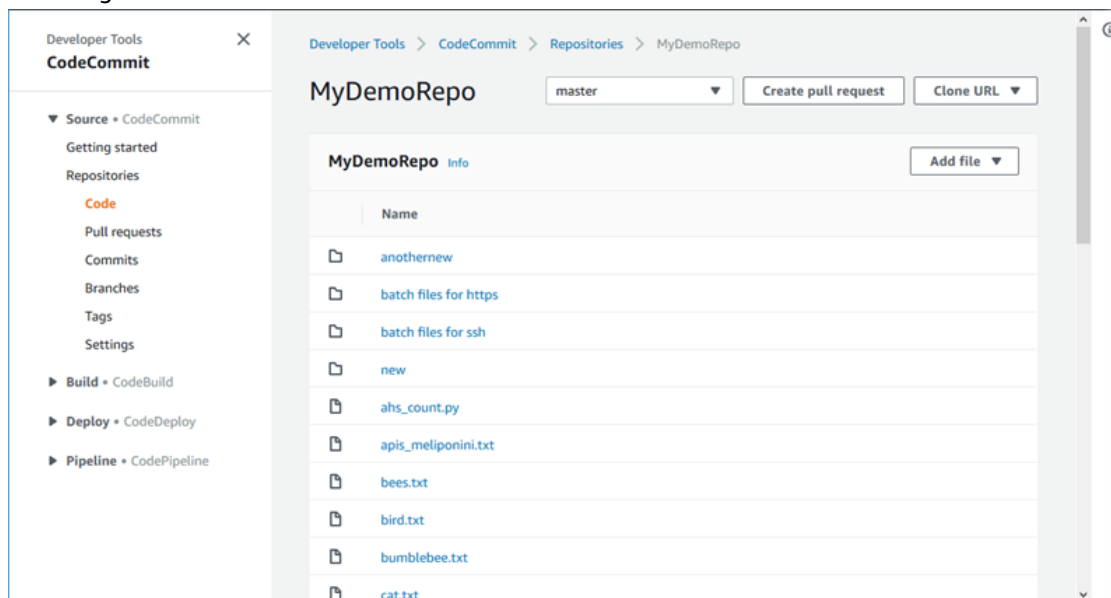 Developer Tools
CodeCommit
Source • CodeCommit
Getting started
Repositories
Code
Pull requests
Commits
Branches
Tags
Settings
Build • CodeBuild
Deploy • CodeDeploy
Pipeline • CodePipeline
Developer Tools > CodeCommit > Repositories > MyDemoRepo
MyDemoRepo master Create pull request Clone URL
MyDemoRepo Info Add file
Name
anothernew
batch files for https
batch files for ssh
new
ahs_count.py
apis_meliponini.txt
bees.txt
bird.txt
bumblebee.txt
cat.txt